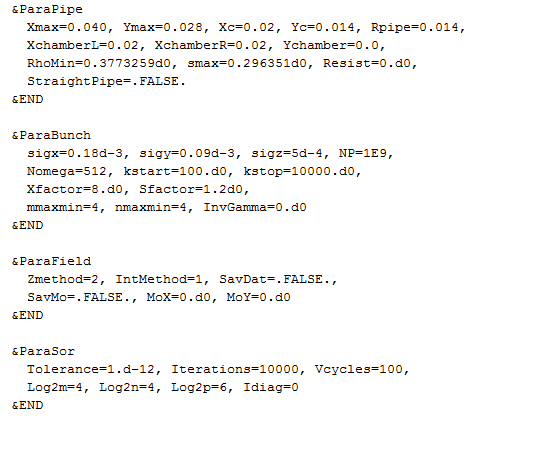 &ParaPipe
Xmax=0.040, Ymax=0.028, Xc=0.02, Yc=0.014, Rpipe=0.014,
XchamberL=0.02, XchamberR=0.02, Ychamber=0.0,
RhoMin=0.3773259d0, smax=0.296351d0, Resist=0.d0,
StraightPipe=.FALSE.
&END
&ParaBunch
sigx=0.18d-3, sigy=0.09d-3, sigz=5d-4, NP=1E9,
Nomega=512, kstart=100.d0, kstop=10000.d0,
Xfactor=8.d0, Sfactor=1.2d0,
mmaxmin=4, nmaxmin=4, InvGamma=0.d0
&END
&ParaField
Zmethod=2, IntMethod=1, SavDat=.FALSE.,
SavMo=.FALSE., MoX=0.d0, MoY=0.d0
&END
&ParaSor
Tolerance=1.d-12, Iterations=10000, Vcycles=100,
Log2m=4, Log2n=4, Log2p=6, Idiag=0
&END